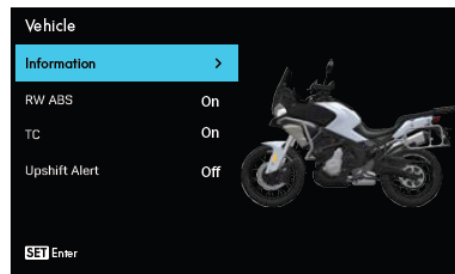 Vehicle
Information >
RW ABS On
TC On
Upshift Alert Off
SET Enter